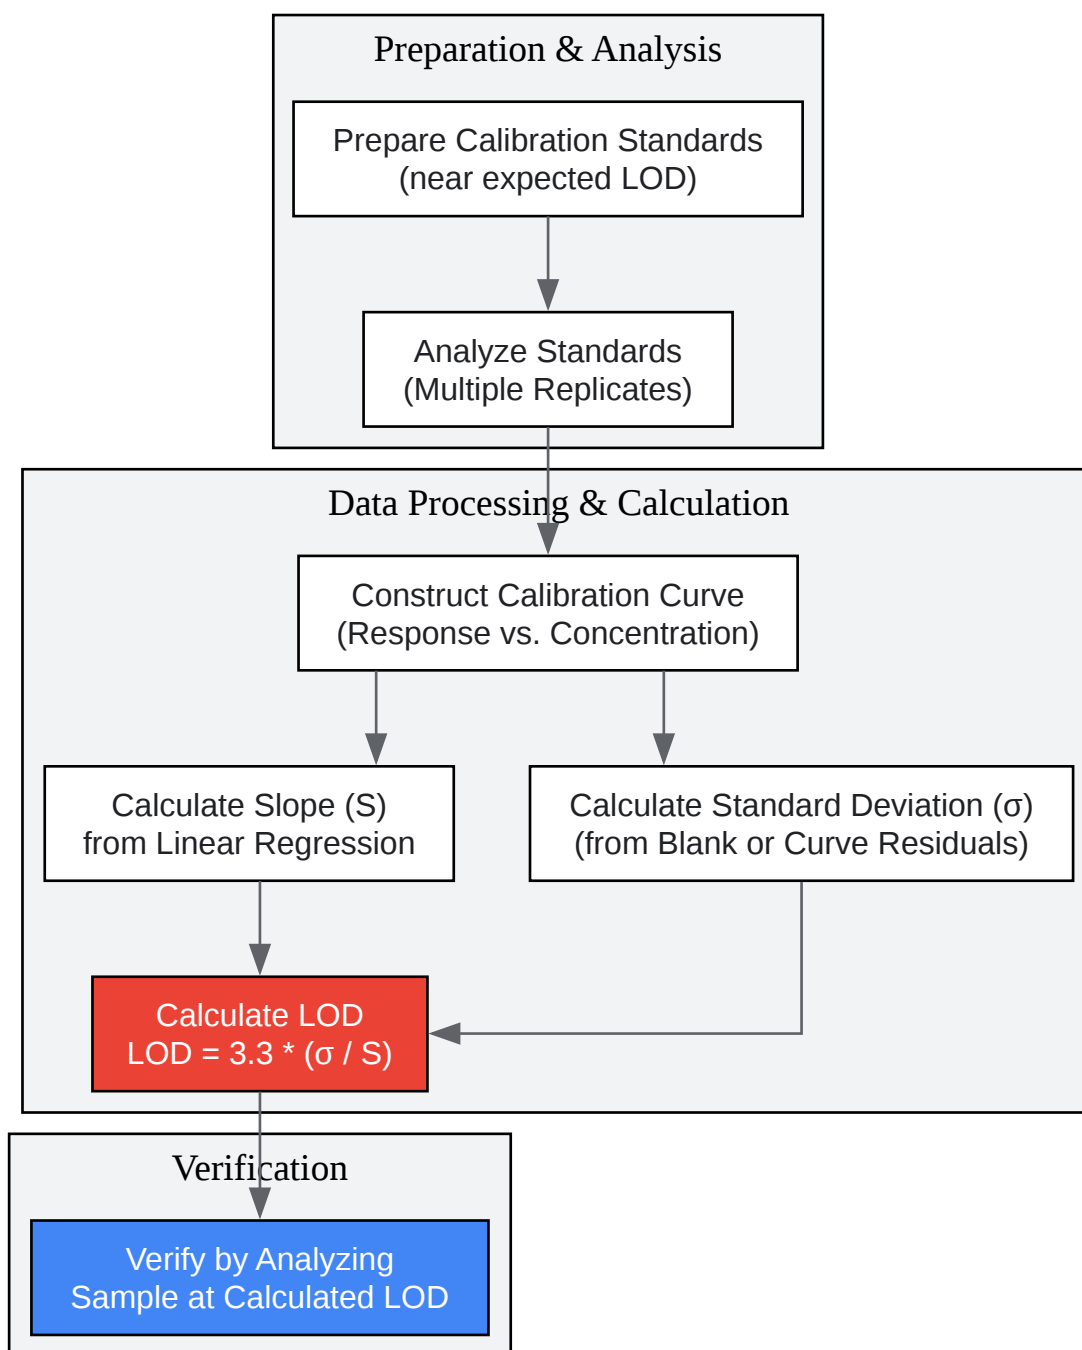 Preparation & Analysis
Prepare Calibration Standards
(near expected LOD)
Analyze Standards
(Multiple Replicates)
Data Processing & Calculation
Construct Calibration Curve
(Response vs. Concentration)
Calculate Slope (S)
from Linear Regression
Calculate Standard Deviation (σ)
(from Blank or Curve Residuals)
Calculate LOD
LOD = 3.3 * (σ / S)
Verification
Verify by Analyzing
Sample at Calculated LOD